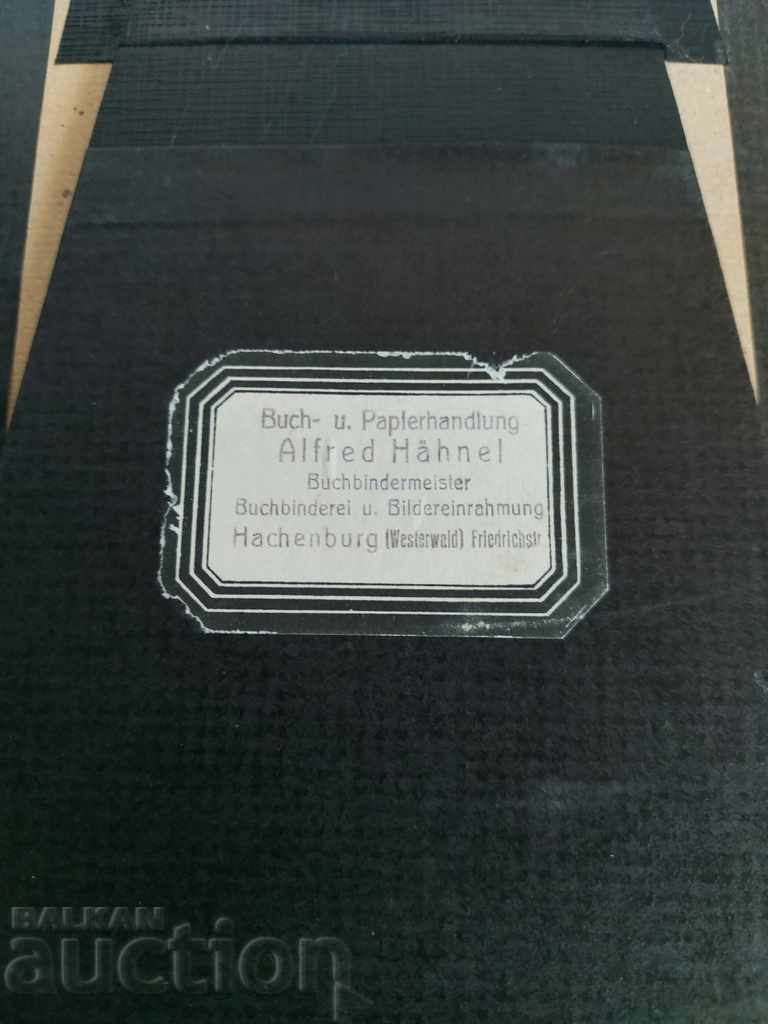 Buch- u. Papierhandlung
Alfred Hähnel
Buchbindermeister
Buchbinderei u. Bildereinrahmung
Hachenburg (Westerwald) Friedrichstr.
BALKAN
auction